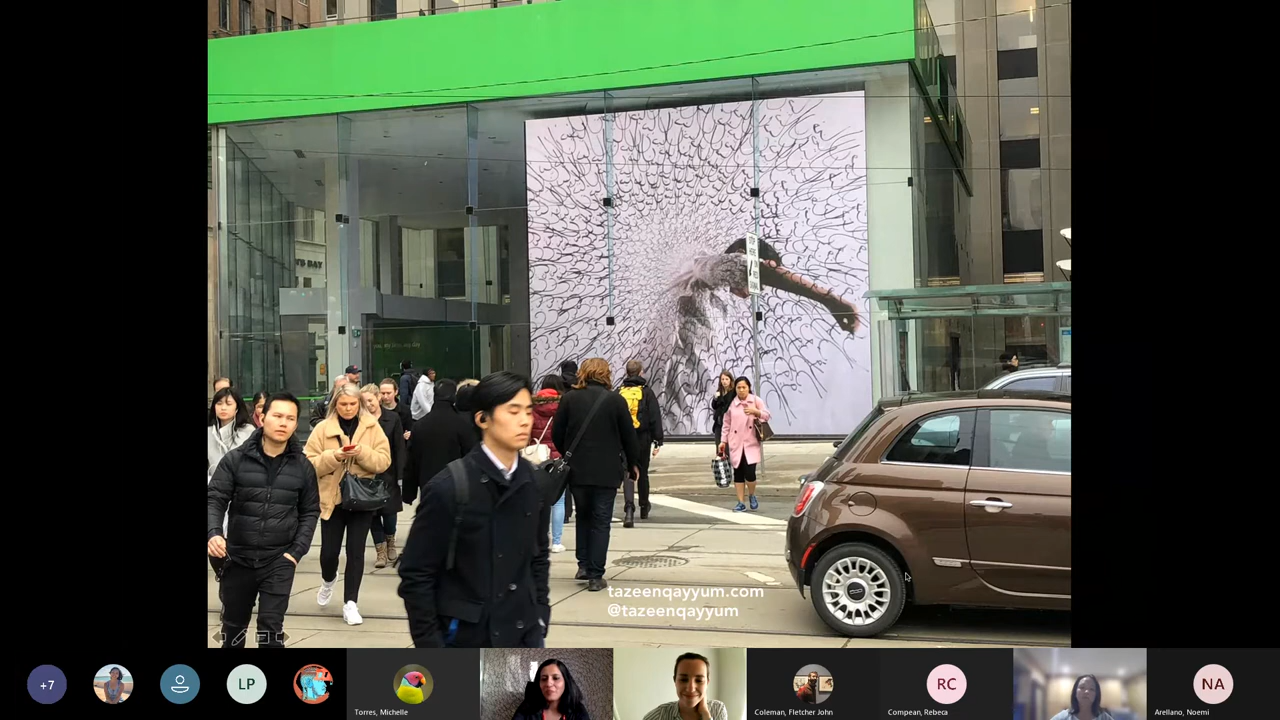 tazeenqayyum.com
@tazeenqayyum
+7
LP
Torres, Michelle
Coleman, Fletcher John
RC
Compean, Rebeca
NA
Arellano, Noemi